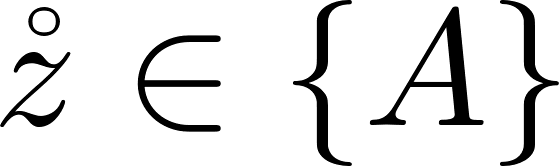 z̊ ∈ {A}